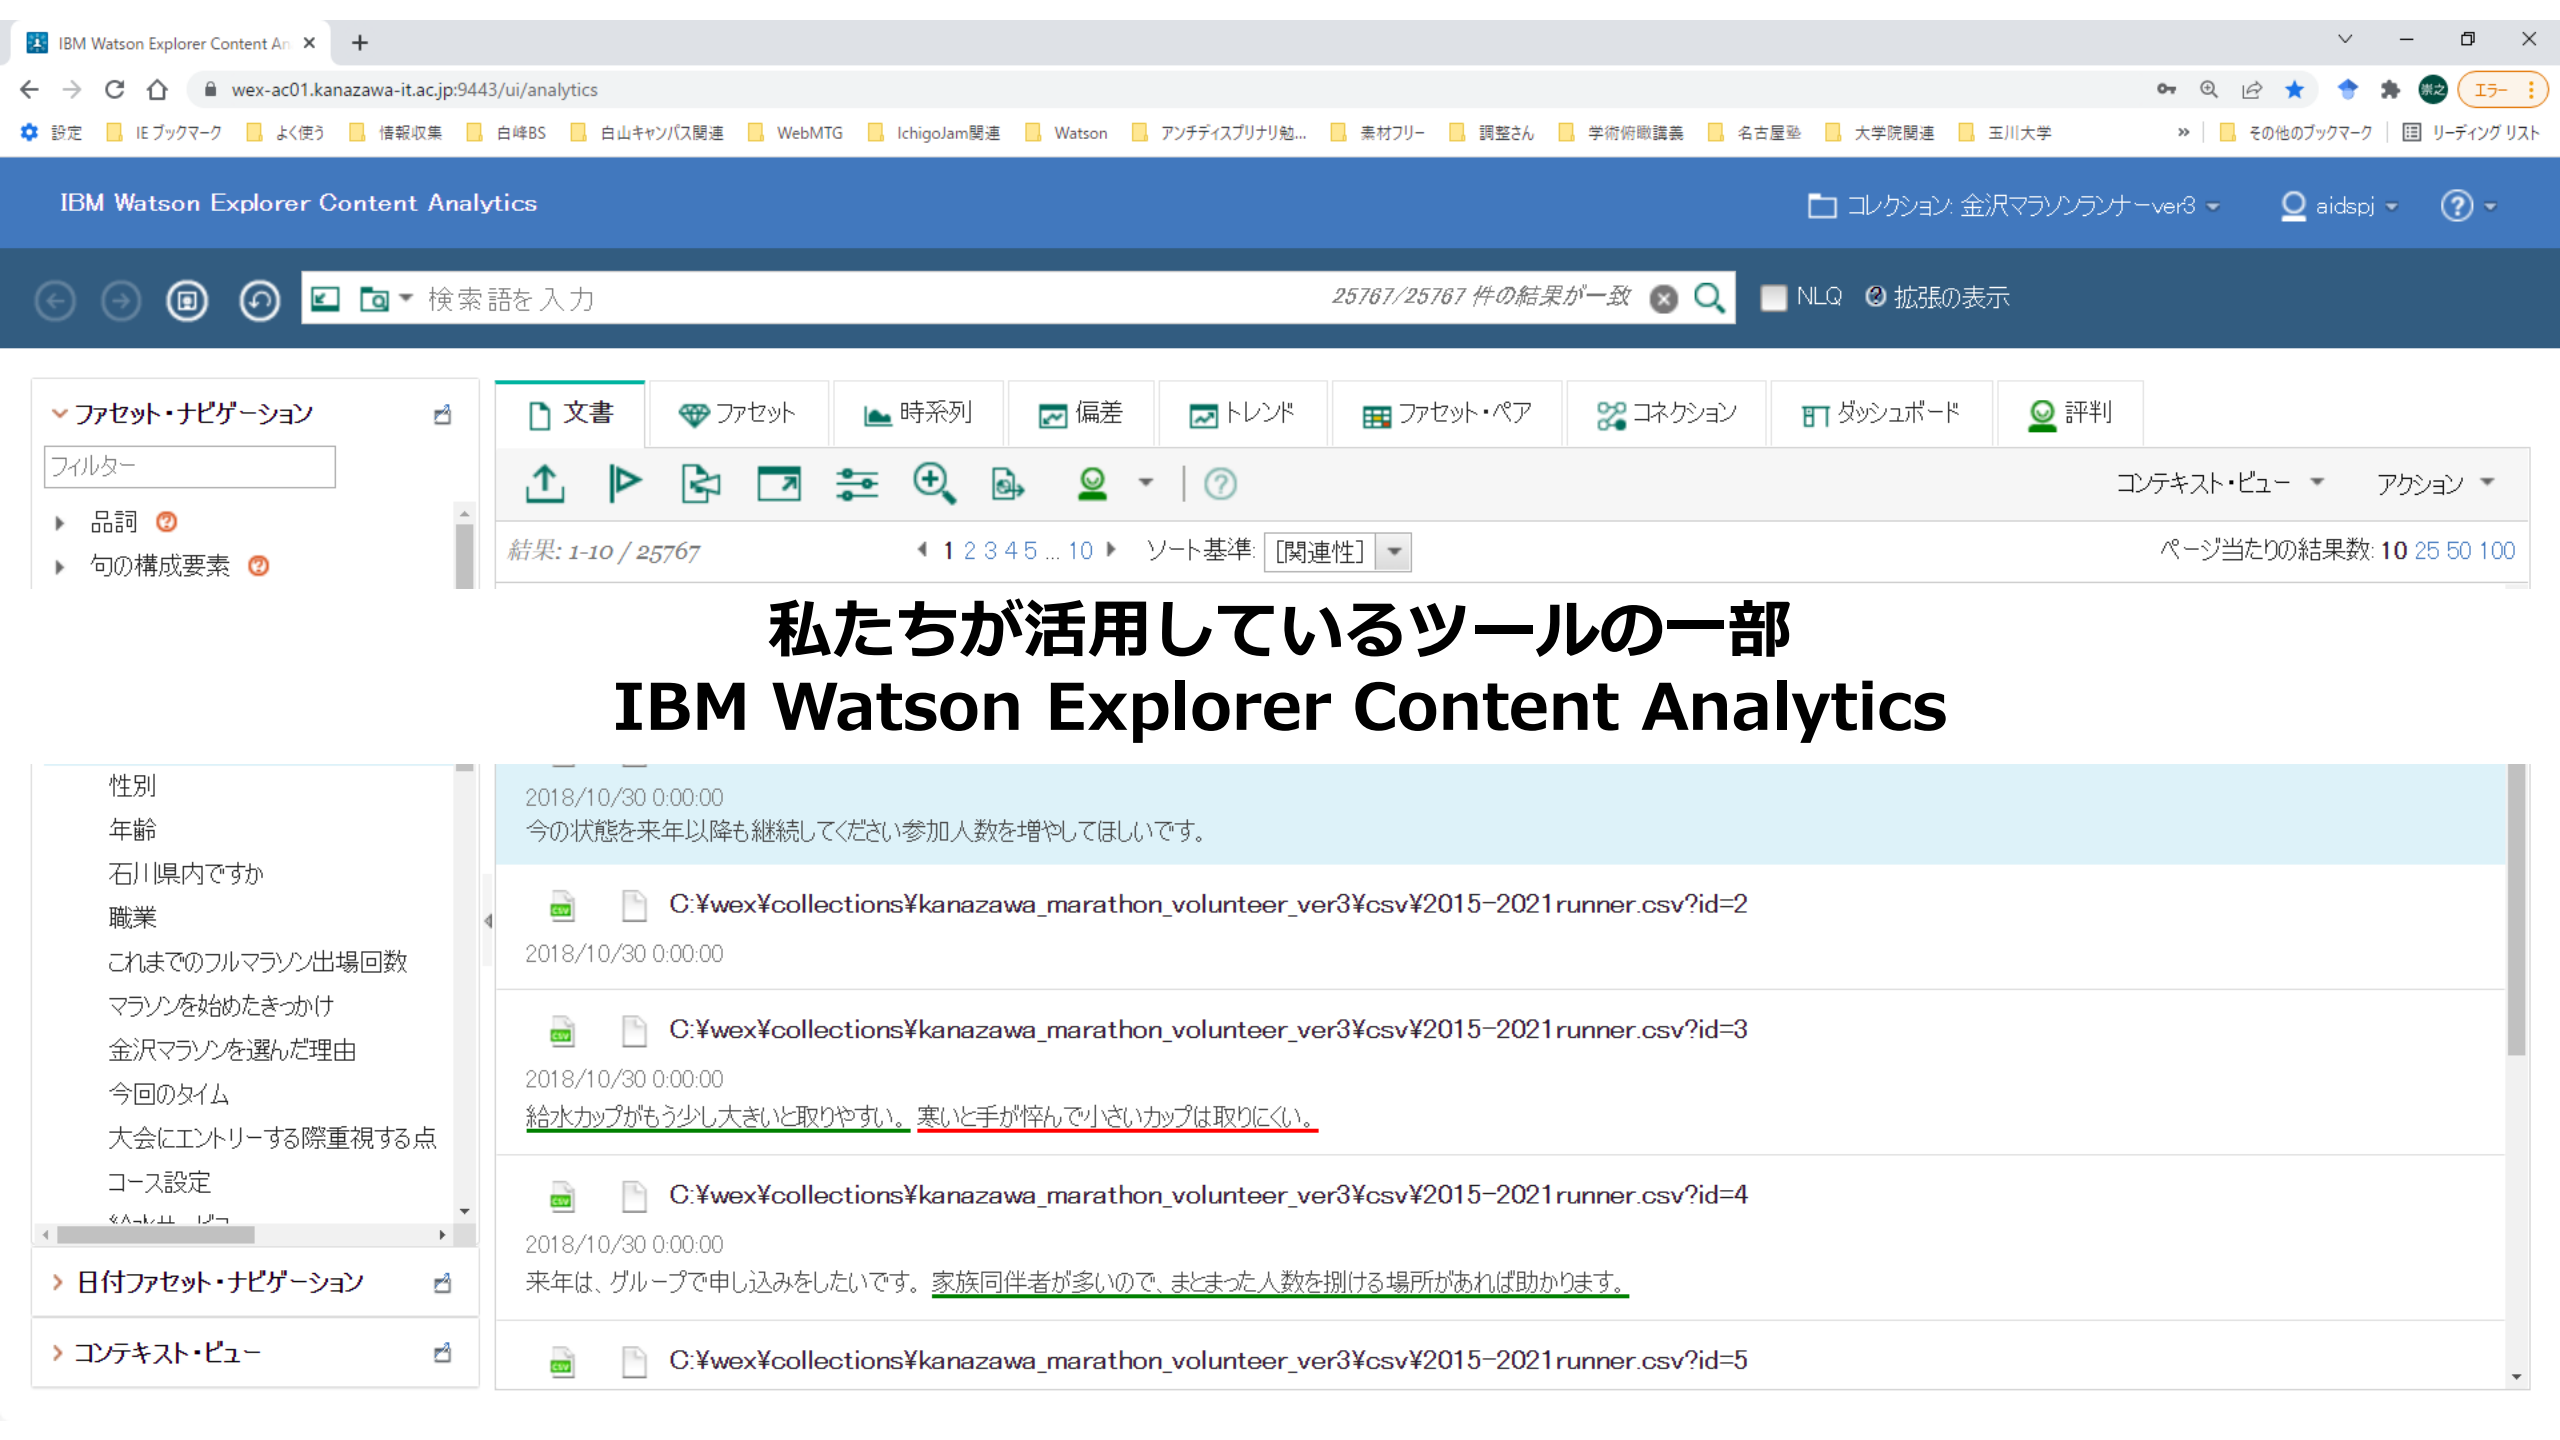 IBM Watson Explorer Content An
wex-ac01.kanazawa-it.ac.jp:9443/ui/analytics
崇之 エラー
設定 IE ブックマーク よく使う 情報収集 白峰BS 白山キャンパス関連 WebMTG IchigoJam関連 Watson アンチディスプリナリ勉... 素材フリー 調整さん 学術俯瞰講義 名古屋塾 大学院関連 玉川大学 » その他のブックマーク リーディング リスト
IBM Watson Explorer Content Analytics
コレクション: 金沢マラソンランナーver3 aidspj
検索語を入力 25767/25767 件の結果が一致 NLQ 拡張の表示
ファセット・ナビゲーション
文書 ファセット 時系列 偏差 トレンド ファセット・ペア コネクション ダッシュボード 評判
フィルター
コンテキスト・ビュー アクション
品詞
句の構成要素
結果: 1-10 / 25767 1 2 3 4 5 ... 10 ソート基準: [関連性] ページ当たりの結果数: 10 25 50 100
私たちが活用しているツールの一部
IBM Watson Explorer Content Analytics
性別
年齢
石川県内ですか
職業
これまでのフルマラソン出場回数
マラソンを始めたきっかけ
金沢マラソンを選んだ理由
今回のタイム
大会にエントリーする際重視する点
コース設定
日付ファセット・ナビゲーション
コンテキスト・ビュー
2018/10/30 0:00:00
今の状態を来年以降も継続してください参加人数を増やしてほしいです。
C:¥wex¥collections¥kanazawa_marathon_volunteer_ver3¥csv¥2015-2021runner.csv?id=2
2018/10/30 0:00:00
C:¥wex¥collections¥kanazawa_marathon_volunteer_ver3¥csv¥2015-2021runner.csv?id=3
2018/10/30 0:00:00
給水カップがもう少し大きいと取りやすい。 寒いと手が悴んで小さいカップは取りにくい。
C:¥wex¥collections¥kanazawa_marathon_volunteer_ver3¥csv¥2015-2021runner.csv?id=4
2018/10/30 0:00:00
来年は、グループで申し込みをしたいです。 家族同伴者が多いので、まとまった人数を捌ける場所があれば助かります。
C:¥wex¥collections¥kanazawa_marathon_volunteer_ver3¥csv¥2015-2021runner.csv?id=5